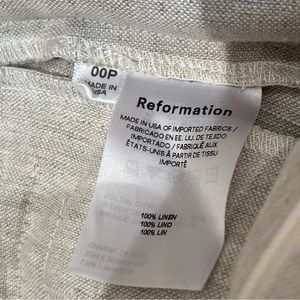 00P
MADE IN
USA
Reformation
MADE IN USA OF IMPORTED FABRICS /
FABRICADO EN EE. UU. DE TEJIDO
IMPORTADO / FABRIQUÉ AUX
ÉTATS-UNIS À PARTIR DE TISSU
IMPORTÉ
100% LINEN
100% LINO
100% LIN